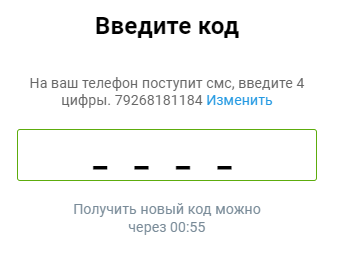 Введите код
На ваш телефон поступит смс, введите 4
цифры. 79268181184 Изменить
_ _ _ _
Получить новый код можно
через 00:55